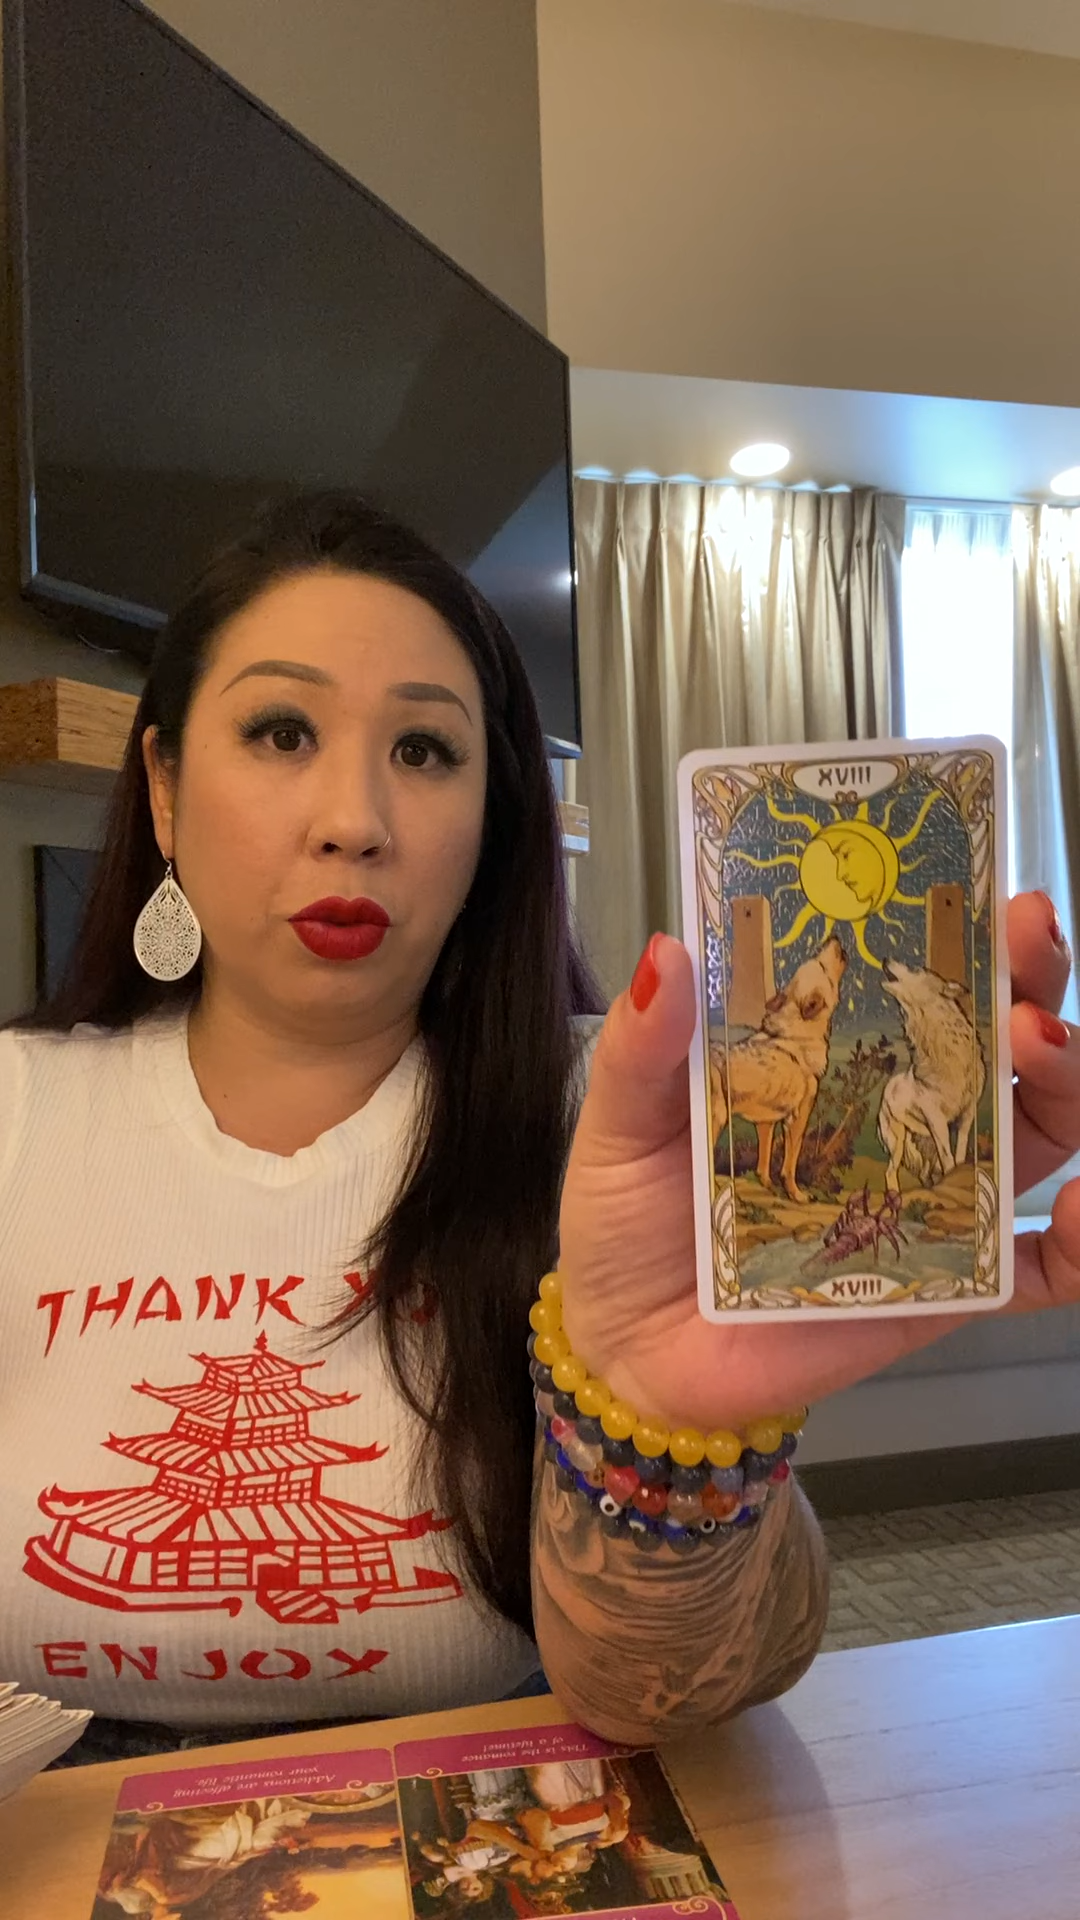 XVIII
XVIII
THANK
ENJOY
Addictions are affecting
your romantic life.
This is the romance
of a lifetime!